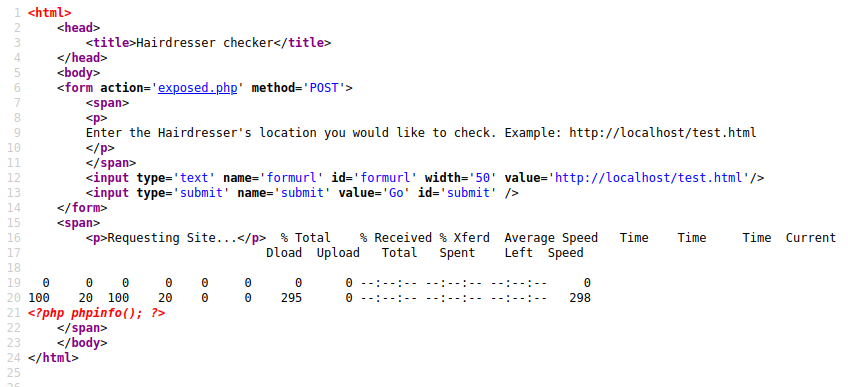 1 <html>
2     <head>
3         <title>Hairdresser checker</title>
4     </head>
5     <body>
6     <form action='exposed.php' method='POST'>
7         <span>
8         <p>
9         Enter the Hairdresser's location you would like to check. Example: http://localhost/test.html
10         </p>
11         </span>
12         <input type='text' name='formurl' id='formurl' width='50' value='http://localhost/test.html'/>
13         <input type='submit' name='submit' value='Go' id='submit' />
14     </form>
15     <span>
16         <p>Requesting Site...</p>  % Total    % Received % Xferd  Average Speed   Time    Time     Time  Current
17                                  Dload  Upload   Total   Spent    Left  Speed
18
19   0     0    0     0    0     0      0      0 --:--:-- --:--:-- --:--:--     0
20 100    20  100    20    0     0    295      0 --:--:-- --:--:-- --:--:--   298
21 <?php phpinfo(); ?>
22     </span>
23     </body>
24 </html>
25
26